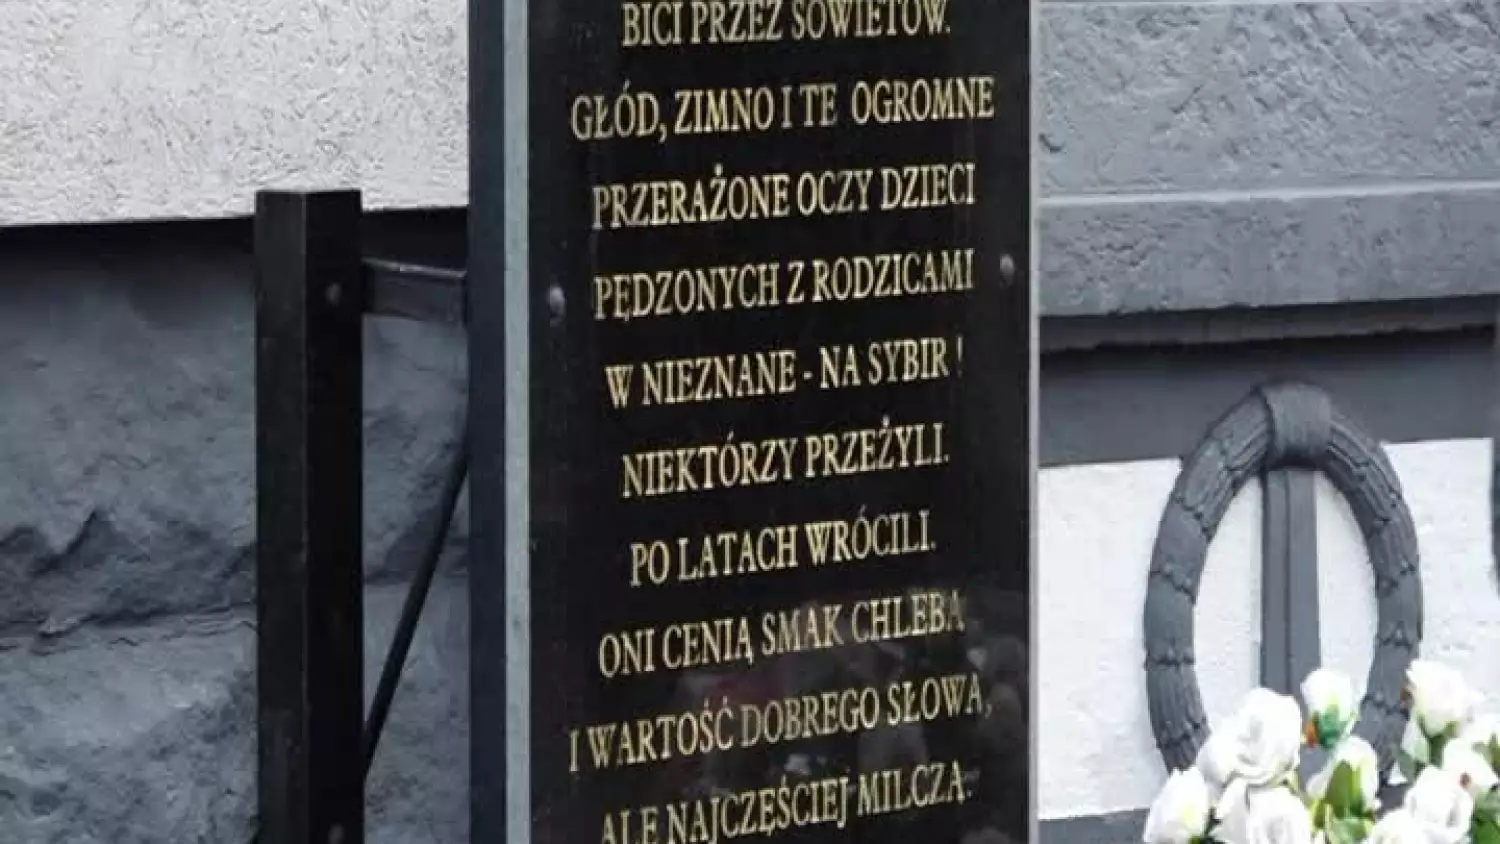 BICI PRZEZ SOWIETÓW.
GŁÓD, ZIMNO I TE OGROMNE
PRZERAŻONE OCZY DZIECI
PĘDZONYCH Z RODZICAMI
W NIEZNANE - NA SYBIR !
NIEKTÓRZY PRZEŻYLI.
PO LATACH WRÓCILI.
ONI CENIĄ SMAK CHLEBA
I WARTOŚĆ DOBREGO SŁOWA,
ALE NAJCZĘŚCIEJ MILCZĄ.